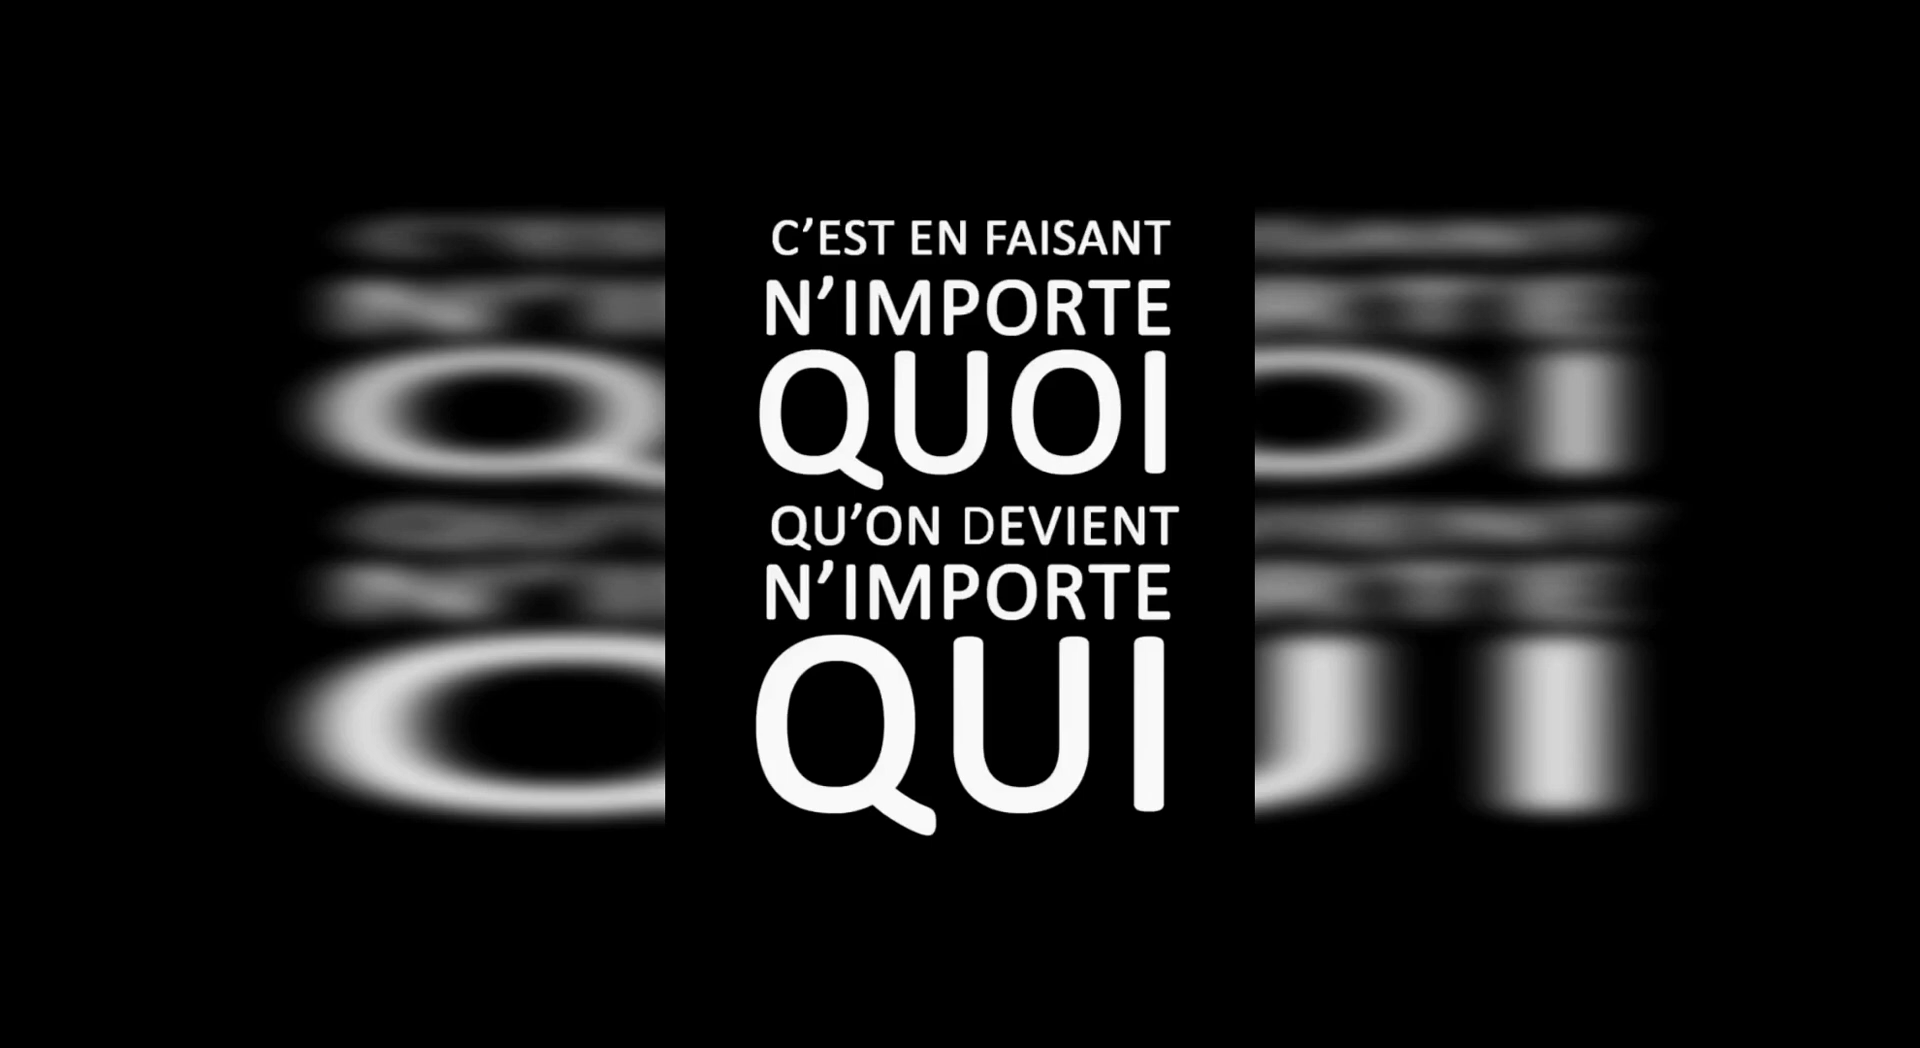 C’EST EN FAISANT
N’IMPORTE
QUOI
QU’ON DEVIENT
N’IMPORTE
QUI